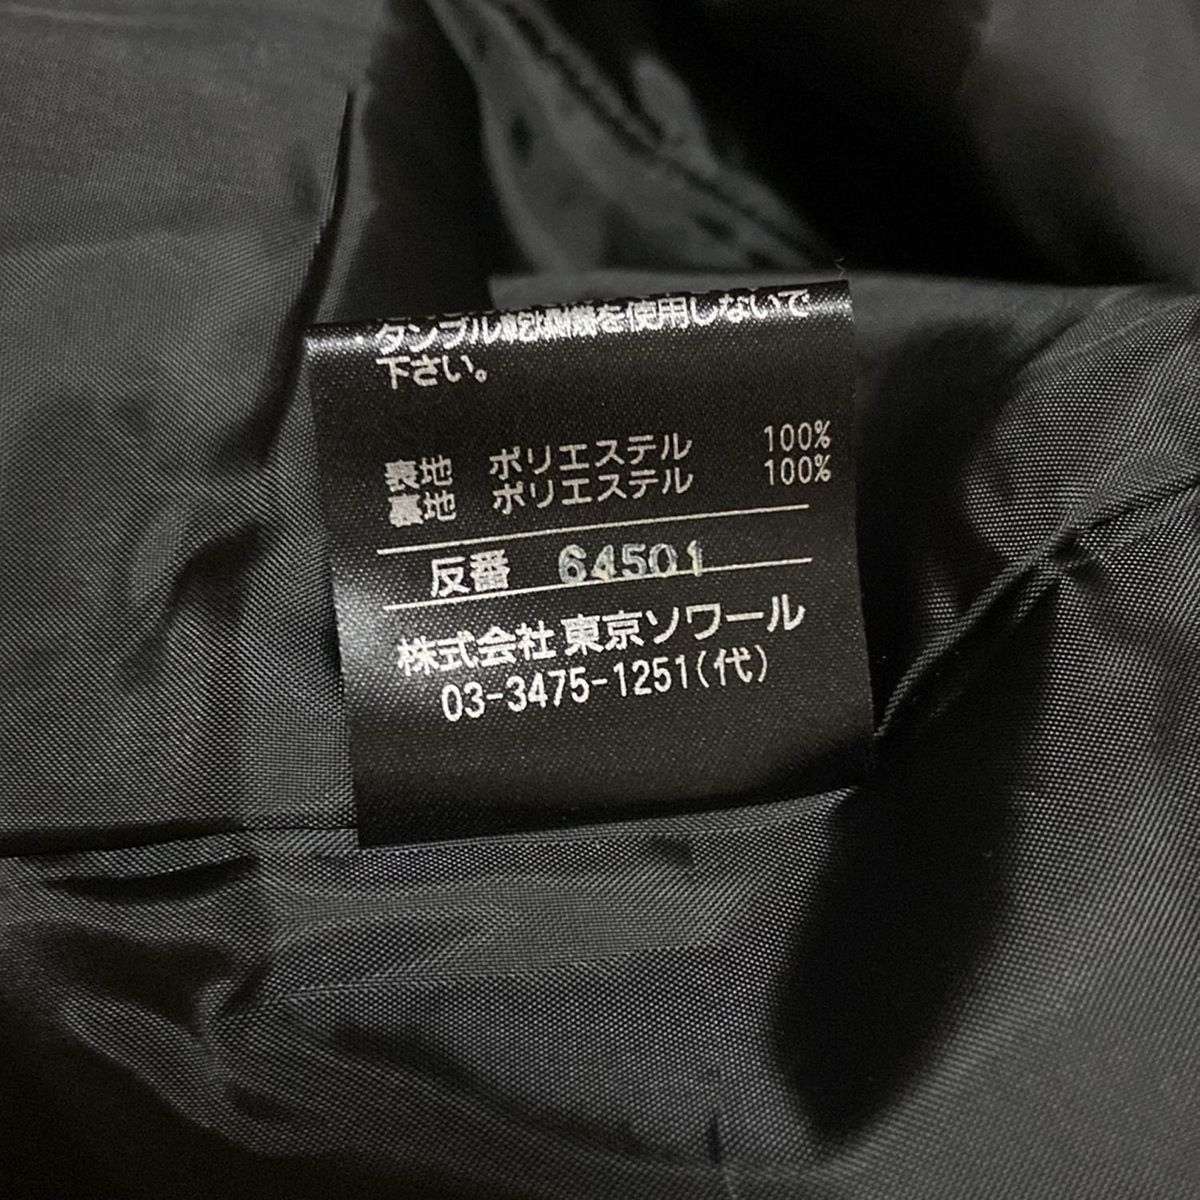 ・タンブル乾燥機を使用しないで
下さい。
表地 ポリエステル 100%
裏地 ポリエステル 100%
反番 64501
株式会社 東京ソワール
03-3475-1251(代)